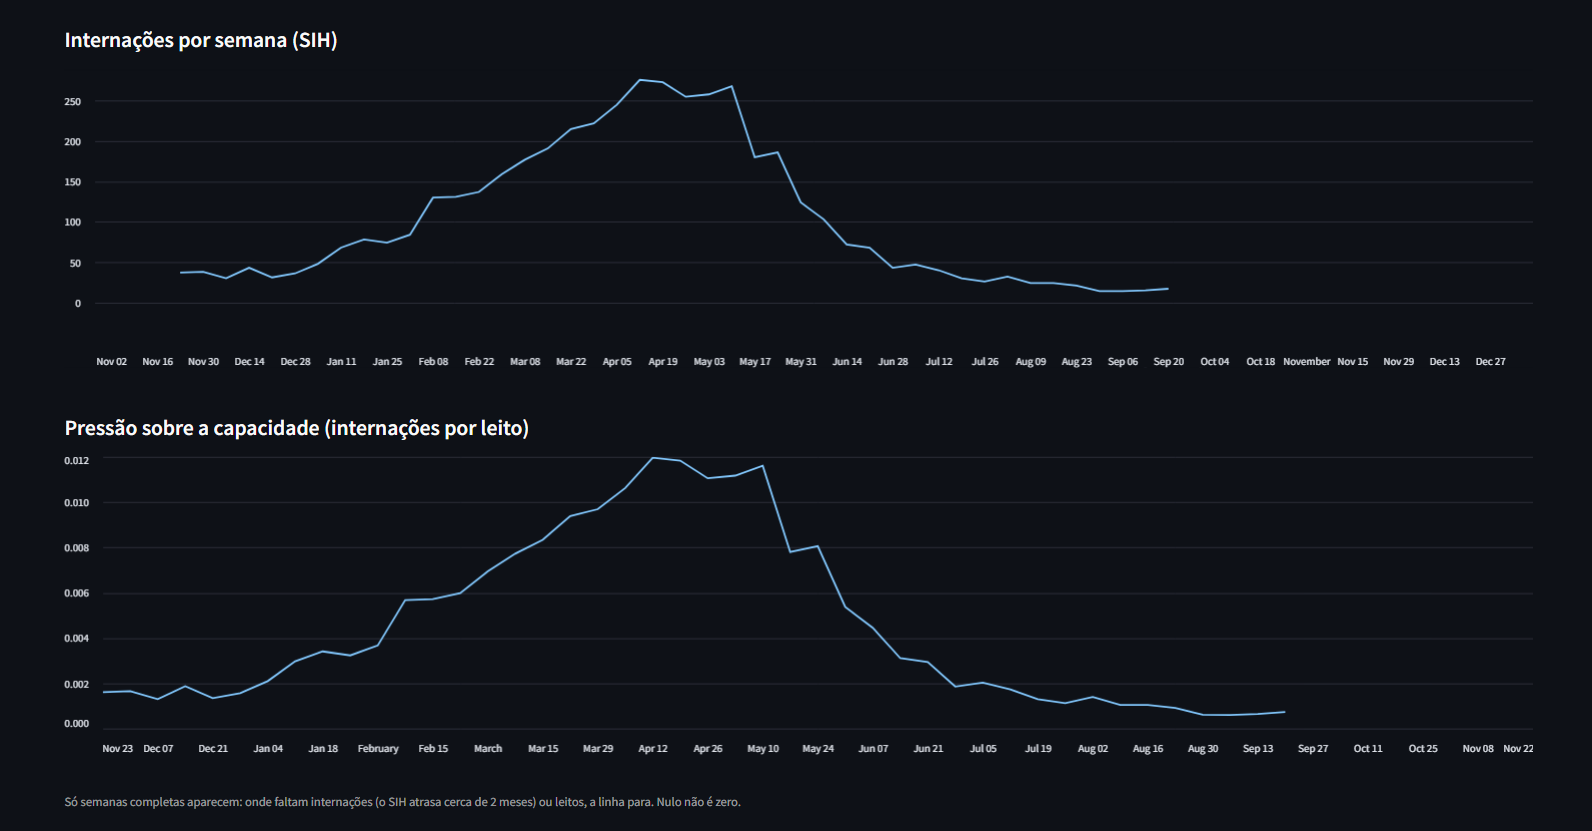 Internações por semana (SIH)
250
200
150
100
50
0
Nov 02 Nov 16 Nov 30 Dec 14 Dec 28 Jan 11 Jan 25 Feb 08 Feb 22 Mar 08 Mar 22 Apr 05 Apr 19 May 03 May 17 May 31 Jun 14 Jun 28 Jul 12 Jul 26 Aug 09 Aug 23 Sep 06 Sep 20 Oct 04 Oct 18 November Nov 15 Nov 29 Dec 13 Dec 27
Pressão sobre a capacidade (internações por leito)
0.012
0.010
0.008
0.006
0.004
0.002
0.000
Nov 23 Dec 07 Dec 21 Jan 04 Jan 18 February Feb 15 March Mar 15 Mar 29 Apr 12 Apr 26 May 10 May 24 Jun 07 Jun 21 Jul 05 Jul 19 Aug 02 Aug 16 Aug 30 Sep 13 Sep 27 Oct 11 Oct 25 Nov 08 Nov 22
Só semanas completas aparecem: onde faltam internações (o SIH atrasa cerca de 2 meses) ou leitos, a linha para. Nulo não é zero.